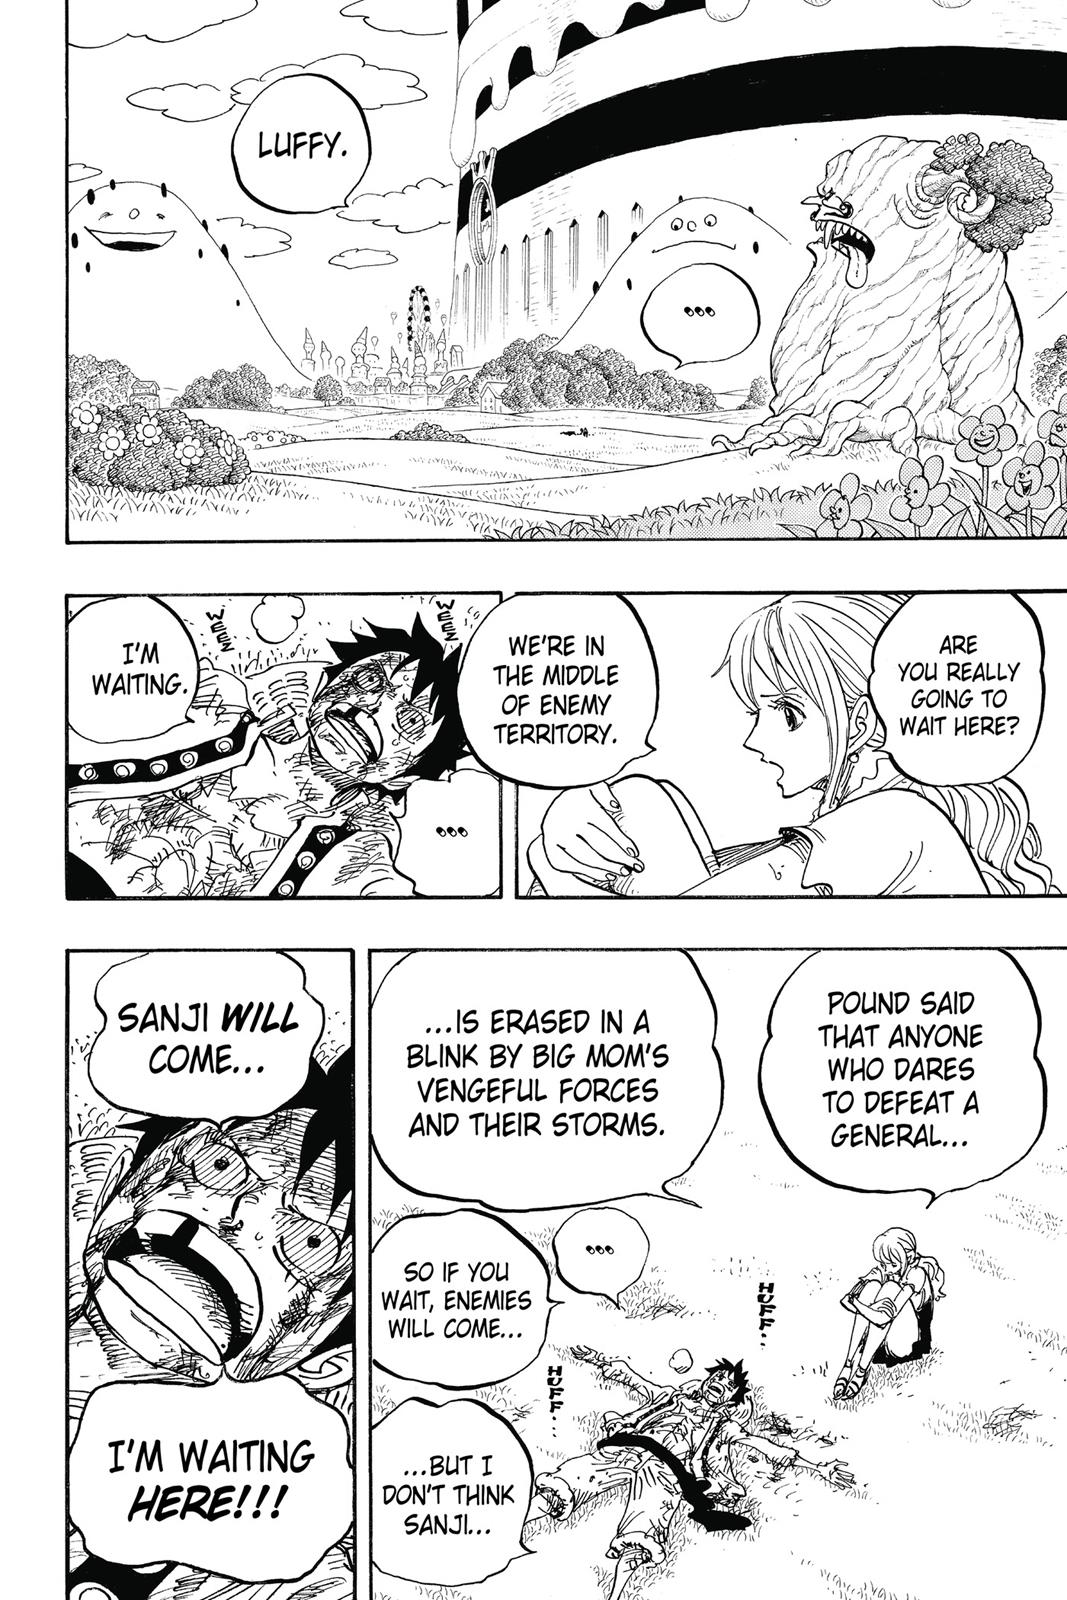 LUFFY.
...
ARE
YOU REALLY
GOING TO
WAIT HERE?
WE'RE IN
THE MIDDLE
OF ENEMY
TERRITORY.
WEEZ
...
WEEZ
I'M
WAITING.
POUND SAID
THAT ANYONE
WHO DARES
TO DEFEAT A
GENERAL...
...IS ERASED IN A
BLINK BY BIG MOM'S
VENGEFUL FORCES
AND THEIR STORMS.
...
HUFF..
SO IF YOU
WAIT, ENEMIES
WILL COME...
HUFF..
...BUT I
DON'T THINK
SANJI...
SANJI WILL
COME...
I'M WAITING
HERE!!!